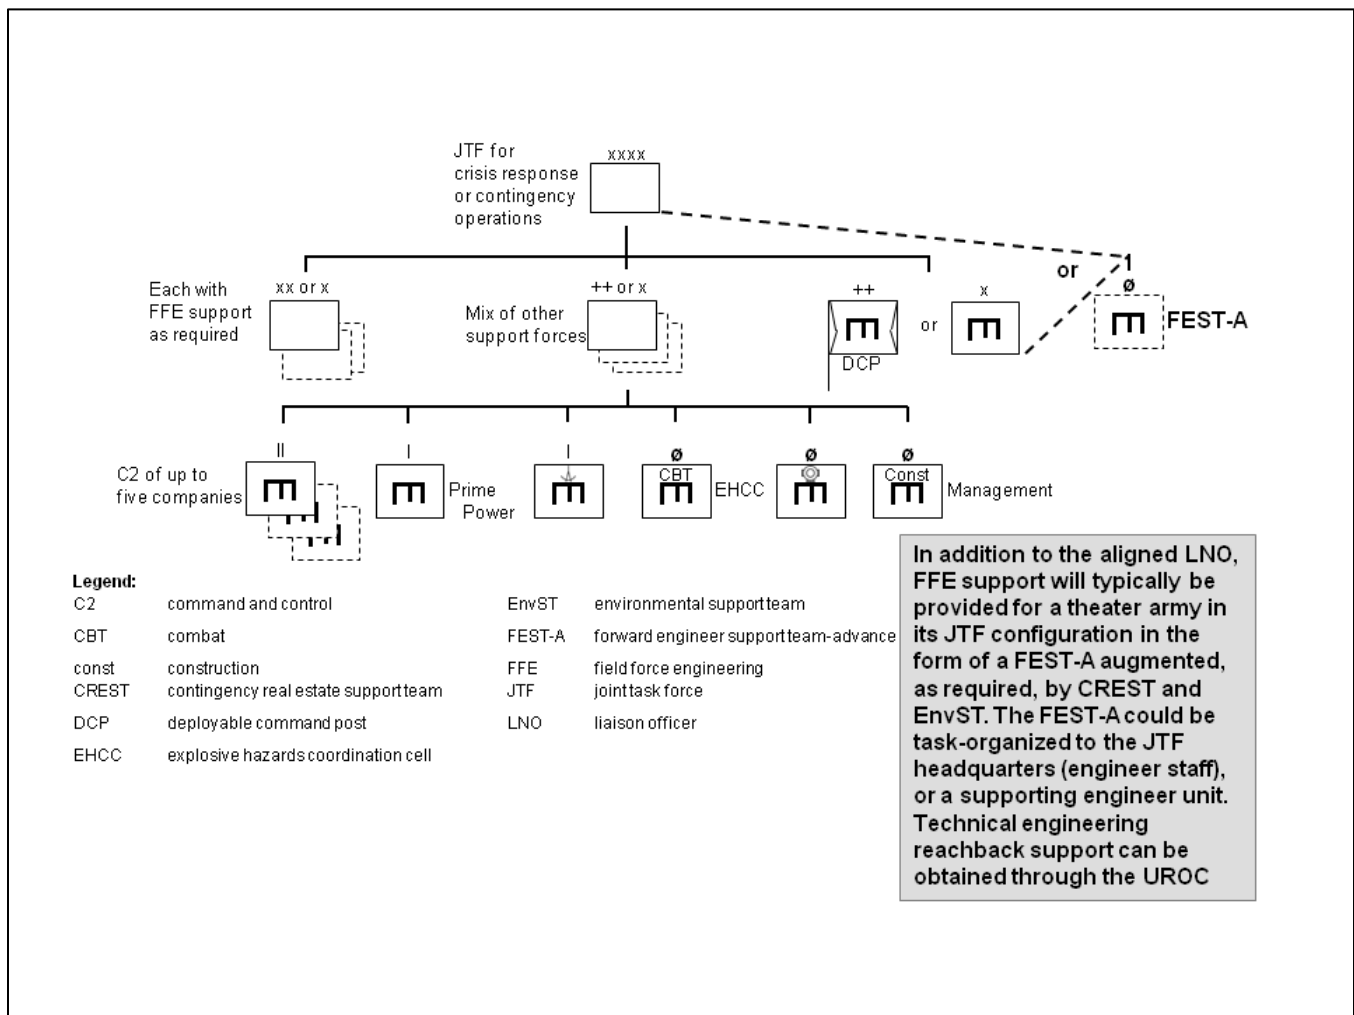 JTF for
crisis response
or contingency
operations
xxxx
or
1
Ø
FEST-A
Each with
FFE support
as required
xx or x
Mix of other
support forces
++ or x
++
DCP
or
x
C2 of up to
five companies
II
I
Prime
Power
I
Ø
CBT
EHCC
Ø
Ø
Const
Management
Legend:
C2 command and control
CBT combat
const construction
CREST contingency real estate support team
DCP deployable command post
EHCC explosive hazards coordination cell
EnvST environmental support team
FEST-A forward engineer support team-advance
FFE field force engineering
JTF joint task force
LNO liaison officer
In addition to the aligned LNO,
FFE support will typically be
provided for a theater army in
its JTF configuration in the
form of a FEST-A augmented,
as required, by CREST and
EnvST. The FEST-A could be
task-organized to the JTF
headquarters (engineer staff),
or a supporting engineer unit.
Technical engineering
reachback support can be
obtained through the UROC